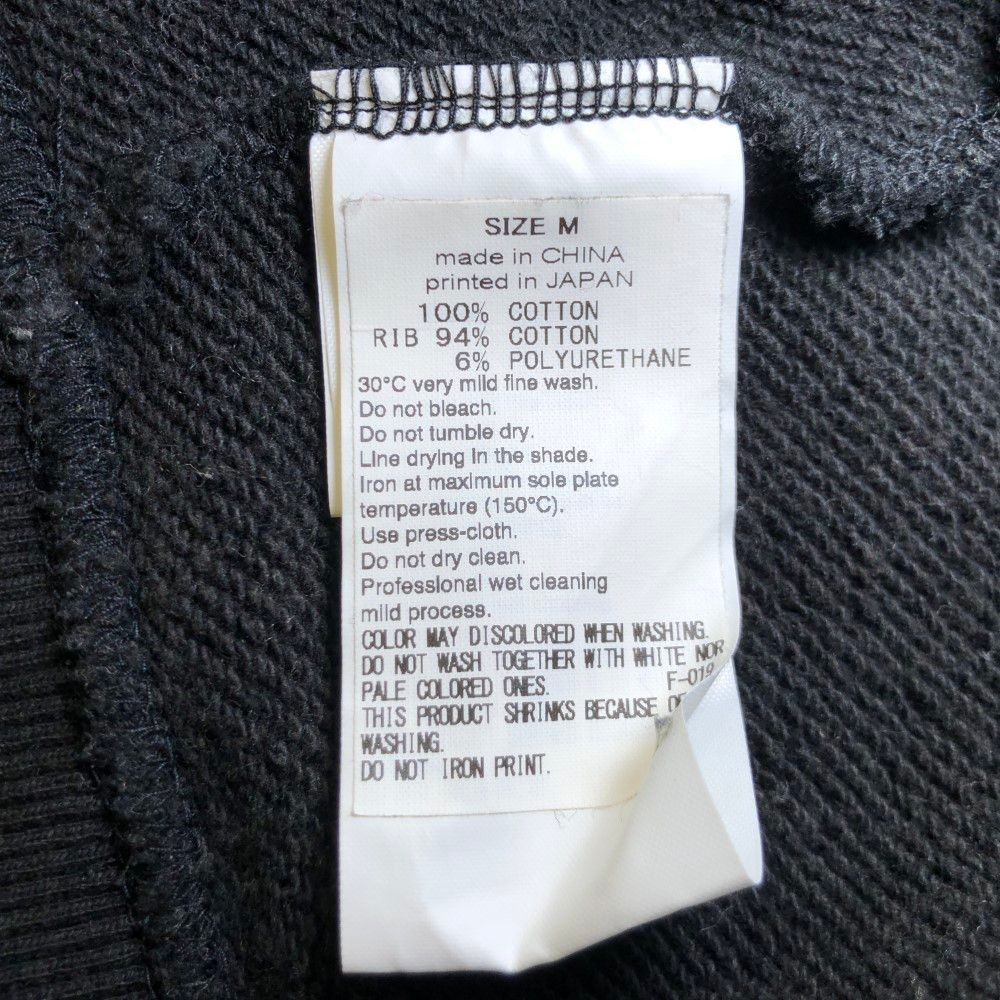 SIZE M
made in CHINA
printed in JAPAN
100% COTTON
RIB 94% COTTON
6% POLYURETHANE
30°C very mild fine wash.
Do not bleach.
Do not tumble dry.
Line drying in the shade.
Iron at maximum sole plate
temperature (150°C).
Use press-cloth.
Do not dry clean.
Professional wet cleaning
mild process.
COLOR MAY DISCOLORED WHEN WASHING.
DO NOT WASH TOGETHER WITH WHITE NOR
PALE COLORED ONES. F-019
THIS PRODUCT SHRINKS BECAUSE
WASHING.
DO NOT IRON PRINT.